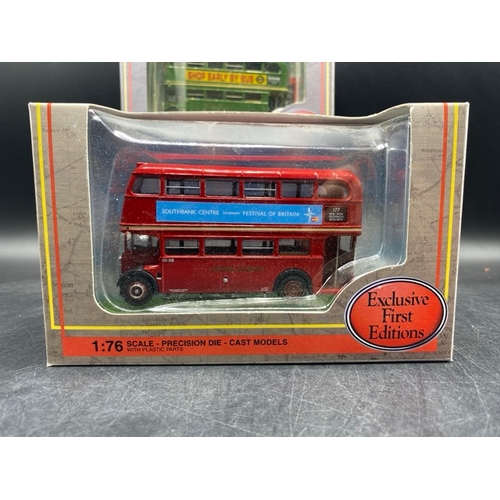 SHOP EARLY BY BUS
SOUTHBANK CENTRE FESTIVAL OF BRITAIN
177
Exclusive
First
Editions
1:76 SCALE - PRECISION DIE - CAST MODELS
WITH PLASTIC PARTS